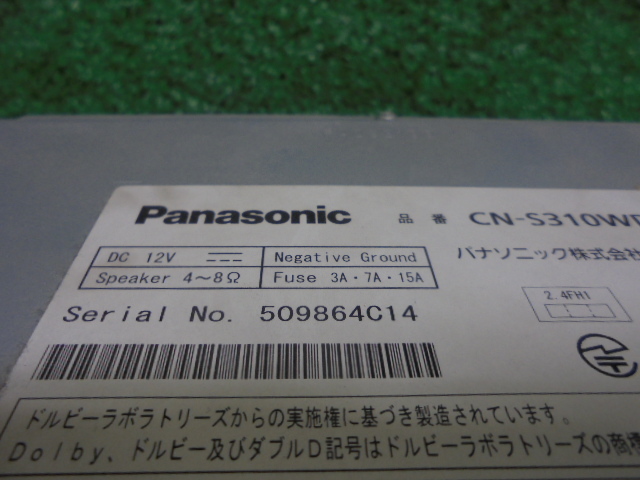 Panasonic 品番 CN-S310WD
DC 12V Negative Ground パナソニック株式会社
Speaker 4～8Ω Fuse 3A・7A・15A
2.4FH1
Serial No. 509864C14
ドルビーラボラトリーズからの実施権に基づき製造されています。
Dolby、ドルビー及びダブルD記号はドルビーラボラトリーズの商標